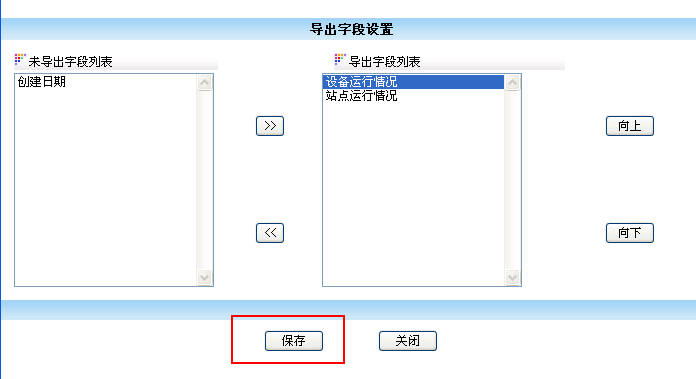 导出字段设置
未导出字段列表
导出字段列表
创建日期
设备运行情况
站点运行情况
>>
向上
<<
向下
保存
关闭